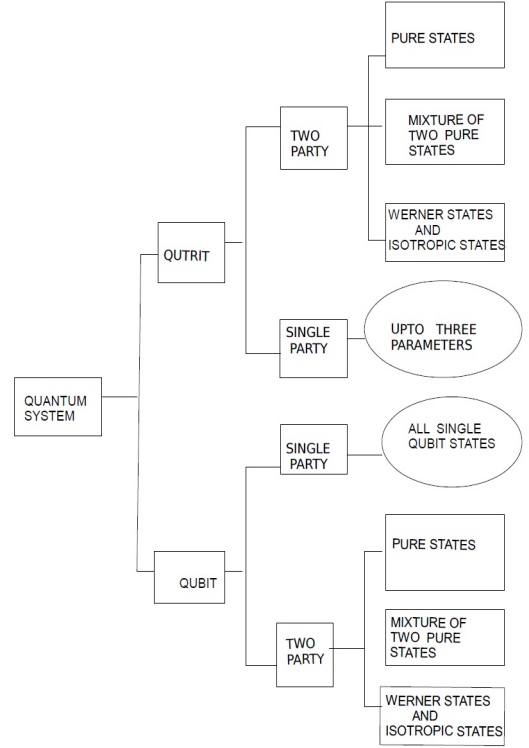 PURE STATES
MIXTURE OF
TWO PURE
STATES
TWO
PARTY
WERNER STATES
AND
ISOTROPIC STATES
QUTRIT
SINGLE
PARTY
UPTO THREE
PARAMETERS
QUANTUM
SYSTEM
SINGLE
PARTY
ALL SINGLE
QUBIT STATES
QUBIT
PURE STATES
TWO
PARTY
MIXTURE OF
TWO PURE
STATES
WERNER STATES
AND
ISOTROPIC STATES